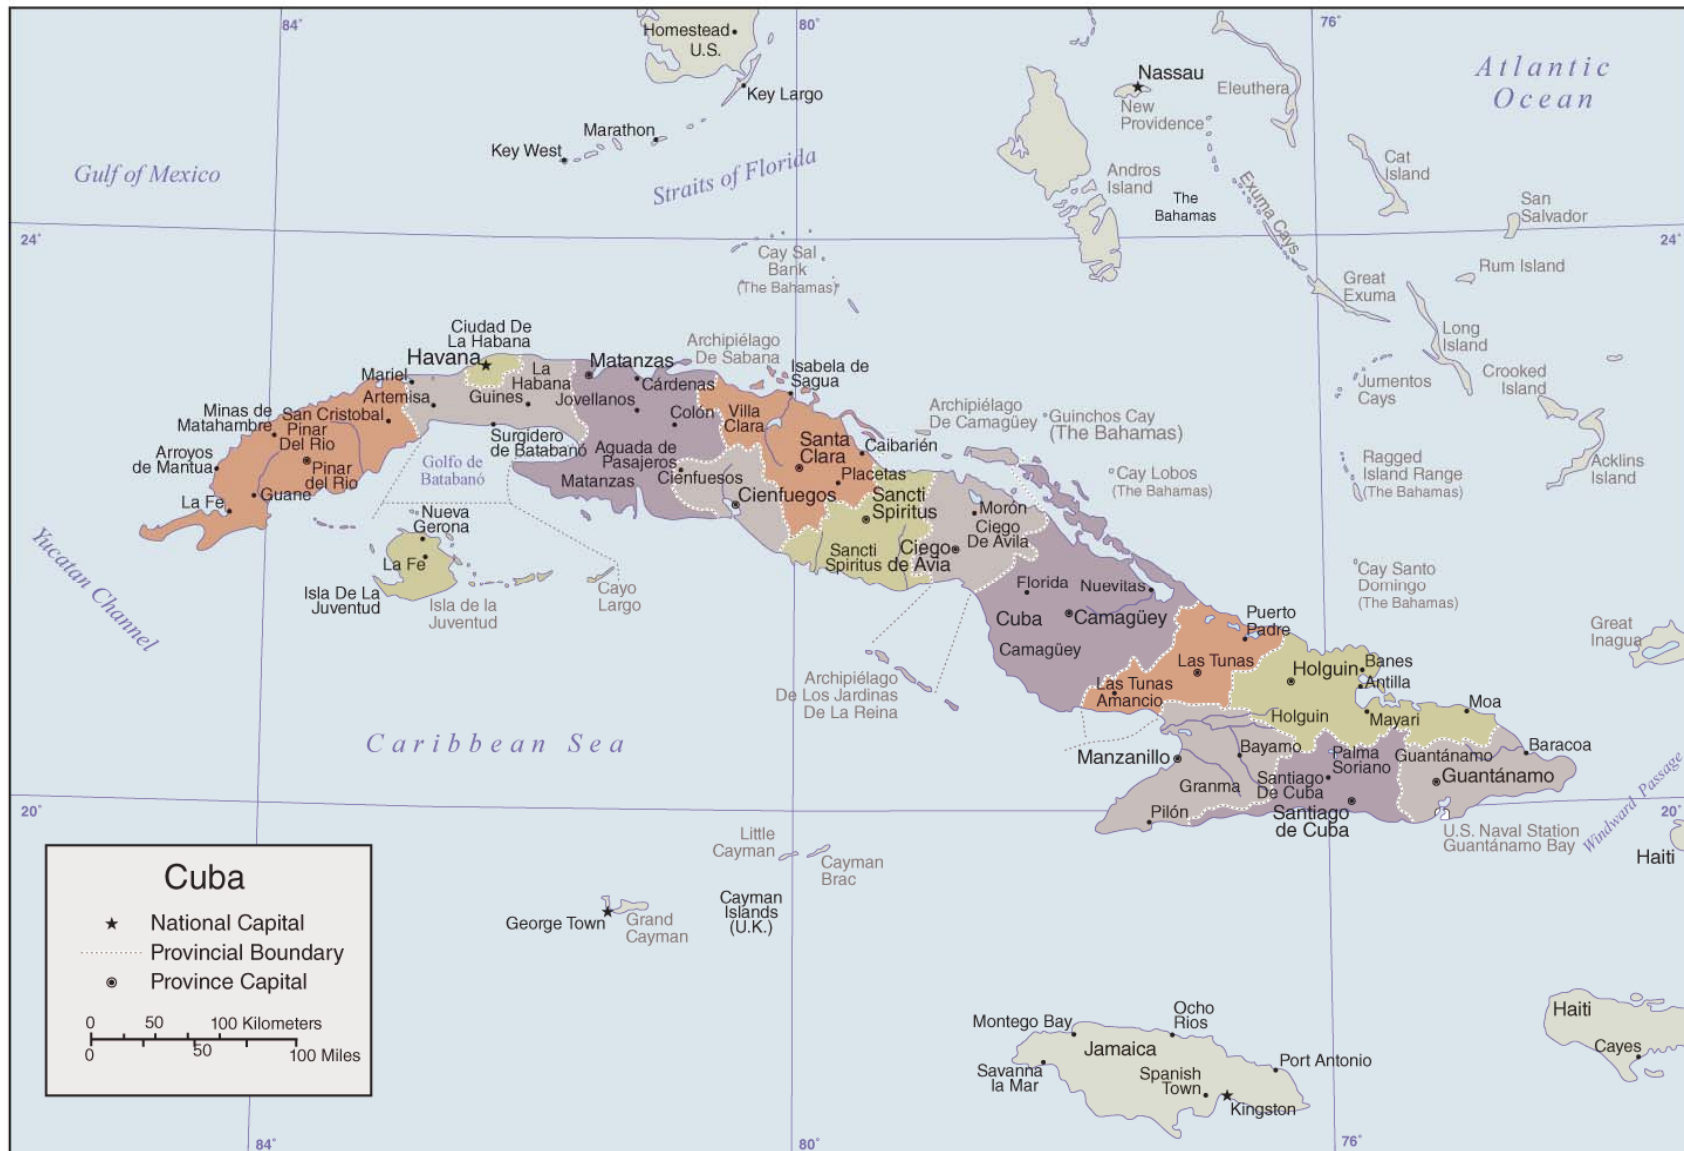 84°
80°
76°
Homestead
U.S.
Key Largo
Marathon
Key West
Nassau
New
Providence
Eleuthera
Atlantic
Ocean
Gulf of Mexico
Straits of Florida
Andros
Island
The
Bahamas
Exuma Cays
Cat
Island
San
Salvador
24°
24°
Cay Sal
Bank
(The Bahamas)
Great
Exuma
Rum Island
Long
Island
Crooked
Island
Jumentos
Cays
Acklins
Island
Ragged
Island Range
(The Bahamas)
Guinchos Cay
(The Bahamas)
Cay Lobos
(The Bahamas)
Cay Santo
Domingo
(The Bahamas)
Great
Inagua
Ciudad De
La Habana
Havana
La
Habana
Matanzas
Archipiélago
De Sabana
Isabela de
Sagua
Mariel
Artemisa
Guines
Cárdenas
Jovellanos
Colón
Villa
Clara
Archipiélago
De Camagüey
Minas de
Matahambre
San Cristobal
Pinar
Del Rio
Pinar
del Rio
Arroyos
de Mantua
La Fe
Guane
Surgidero
de Batabanó
Golfo de
Batabanó
Aguada de
Pasajeros
Matanzas
Cienfuesos
Cienfuegos
Santa
Clara
Caibarién
Placetas
Sancti
Spiritus
Sancti
Spiritus
Morón
Ciego
De Avila
Ciego
de Avia
Yucatan Channel
Nueva
Gerona
La Fe
Isla De La
Juventud
Isla de la
Juventud
Cayo
Largo
Florida
Nuevitas
Cuba
Camagüey
Camagüey
Archipiélago
De Los Jardinas
De La Reina
Puerto
Padre
Las Tunas
Las Tunas
Amancio
Holguin
Banes
Antilla
Holguin
Mayari
Moa
Baracoa
Caribbean Sea
Manzanillo
Bayamo
Granma
Pilón
Palma
Soriano
Santiago
De Cuba
Santiago
de Cuba
Guantánamo
Guantánamo
U.S. Naval Station
Guantánamo Bay
Windward Passage
20°
20°
Haiti
Little
Cayman
Cayman
Brac
Cayman
Islands
(U.K.)
George Town
Grand
Cayman
Cuba
National Capital
Provincial Boundary
Province Capital
0 50 100 Kilometers
0 50 100 Miles
Montego Bay
Ocho
Rios
Jamaica
Savanna
la Mar
Spanish
Town
Port Antonio
Kingston
Haiti
Cayes
84°
80°
76°